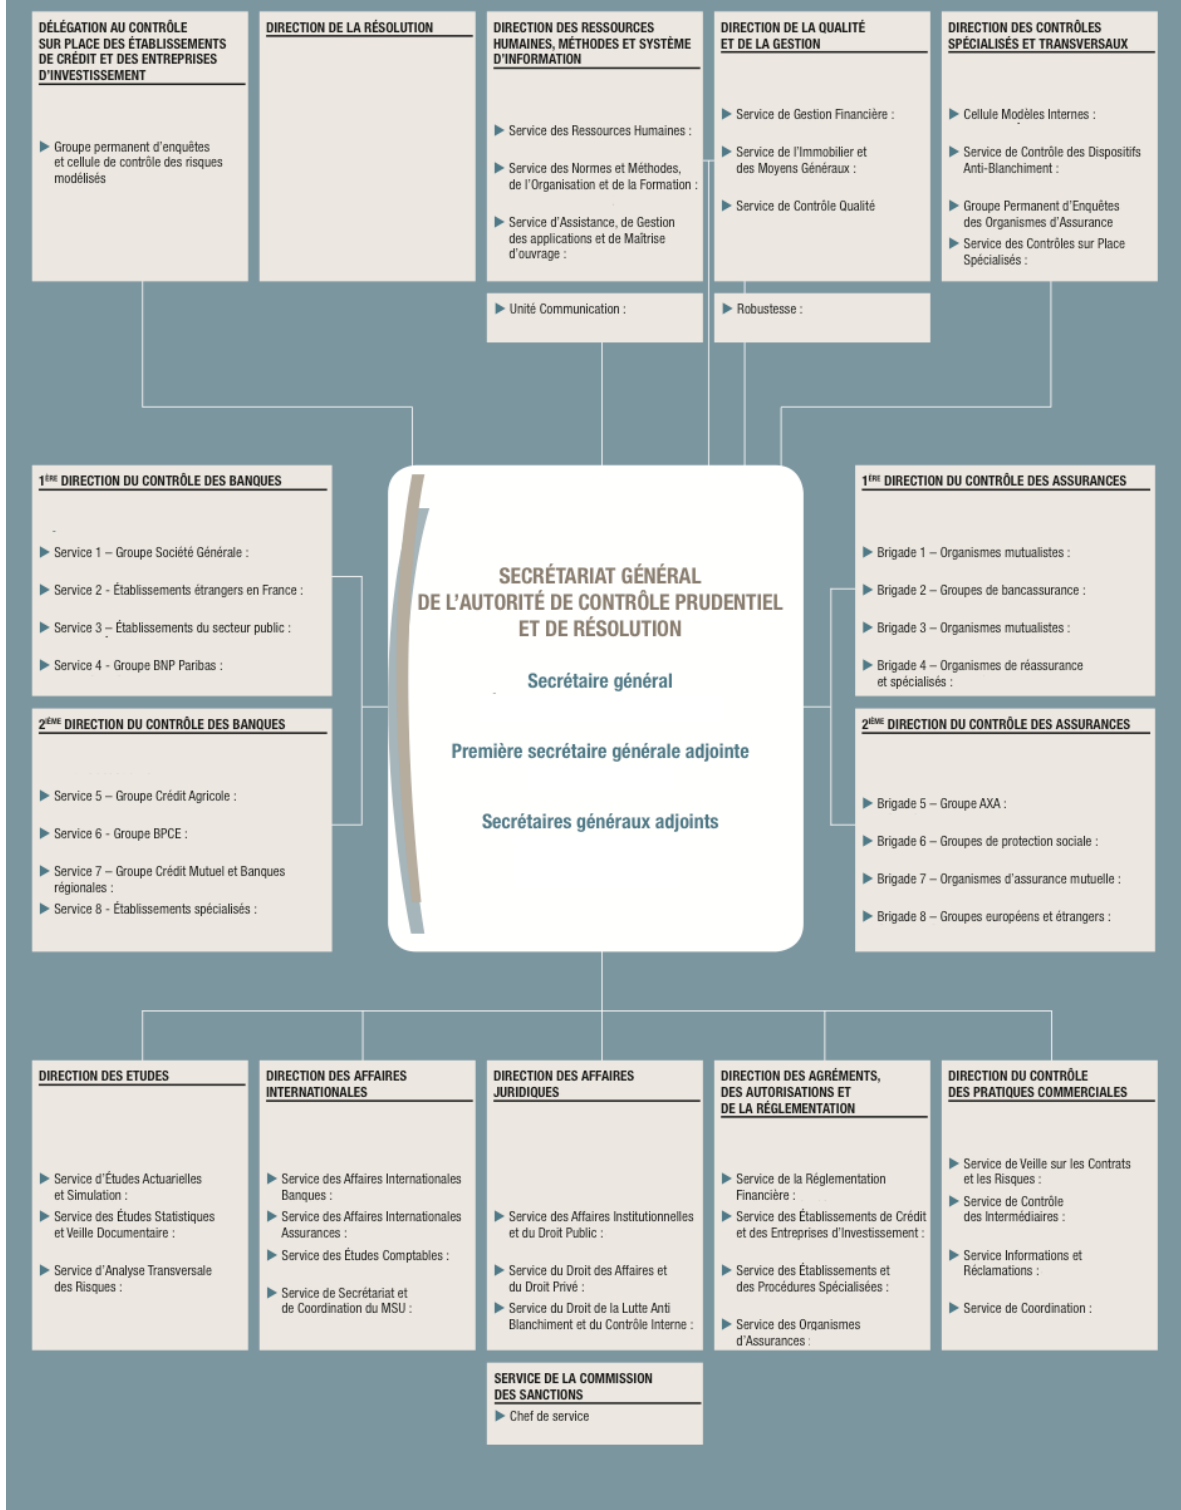 DÉLÉGATION AU CONTRÔLE
SUR PLACE DES ÉTABLISSEMENTS
DE CRÉDIT ET DES ENTREPRISES
D'INVESTISSEMENT
Groupe permanent d'enquêtes
et cellule de contrôle des risques
modélisés
DIRECTION DE LA RÉSOLUTION
DIRECTION DES RESSOURCES
HUMAINES, MÉTHODES ET SYSTÈME
D'INFORMATION
Service des Ressources Humaines :
Service des Normes et Méthodes,
de l'Organisation et de la Formation :
Service d'Assistance, de Gestion
des applications et de Maîtrise
d'ouvrage :
Unité Communication :
DIRECTION DE LA QUALITÉ
ET DE LA GESTION
Service de Gestion Financière :
Service de l'Immobilier et
des Moyens Généraux :
Service de Contrôle Qualité
Robustesse :
DIRECTION DES CONTRÔLES
SPÉCIALISÉS ET TRANSVERSAUX
Cellule Modèles Internes :
Service de Contrôle des Dispositifs
Anti-Blanchiment :
Groupe Permanent d'Enquêtes
des Organismes d'Assurance
Service des Contrôles sur Place
Spécialisés :
1ÈRE DIRECTION DU CONTRÔLE DES BANQUES
Service 1 – Groupe Société Générale :
Service 2 - Établissements étrangers en France :
Service 3 – Établissements du secteur public :
Service 4 - Groupe BNP Paribas :
2IÈME DIRECTION DU CONTRÔLE DES BANQUES
Service 5 – Groupe Crédit Agricole :
Service 6 - Groupe BPCE :
Service 7 – Groupe Crédit Mutuel et Banques
régionales :
Service 8 - Établissements spécialisés :
SECRÉTARIAT GÉNÉRAL
DE L'AUTORITÉ DE CONTRÔLE PRUDENTIEL
ET DE RÉSOLUTION
Secrétaire général
Première secrétaire générale adjointe
Secrétaires généraux adjoints
1ÈRE DIRECTION DU CONTRÔLE DES ASSURANCES
Brigade 1 – Organismes mutualistes :
Brigade 2 – Groupes de bancassurance :
Brigade 3 – Organismes mutualistes :
Brigade 4 – Organismes de réassurance
et spécialisés :
2IÈME DIRECTION DU CONTRÔLE DES ASSURANCES
Brigade 5 – Groupe AXA :
Brigade 6 – Groupes de protection sociale :
Brigade 7 – Organismes d'assurance mutuelle :
Brigade 8 – Groupes européens et étrangers :
DIRECTION DES ETUDES
Service d'Études Actuarielles
et Simulation :
Service des Études Statistiques
et Veille Documentaire :
Service d'Analyse Transversale
des Risques :
DIRECTION DES AFFAIRES
INTERNATIONALES
Service des Affaires Internationales
Banques :
Service des Affaires Internationales
Assurances :
Service des Études Comptables :
Service de Secrétariat et
de Coordination du MSU :
DIRECTION DES AFFAIRES
JURIDIQUES
Service des Affaires Institutionnelles
et du Droit Public :
Service du Droit des Affaires et
du Droit Privé :
Service du Droit de la Lutte Anti
Blanchiment et du Contrôle Interne :
DIRECTION DES AGRÉMENTS,
DES AUTORISATIONS ET
DE LA RÉGLEMENTATION
Service de la Réglementation
Financière :
Service des Établissements de Crédit
et des Entreprises d'Investissement :
Service des Établissements et
des Procédures Spécialisées :
Service des Organismes
d'Assurances :
DIRECTION DU CONTRÔLE
DES PRATIQUES COMMERCIALES
Service de Veille sur les Contrats
et les Risques :
Service de Contrôle
des Intermédiaires :
Service Informations et
Réclamations :
Service de Coordination :
SERVICE DE LA COMMISSION
DES SANCTIONS
Chef de service